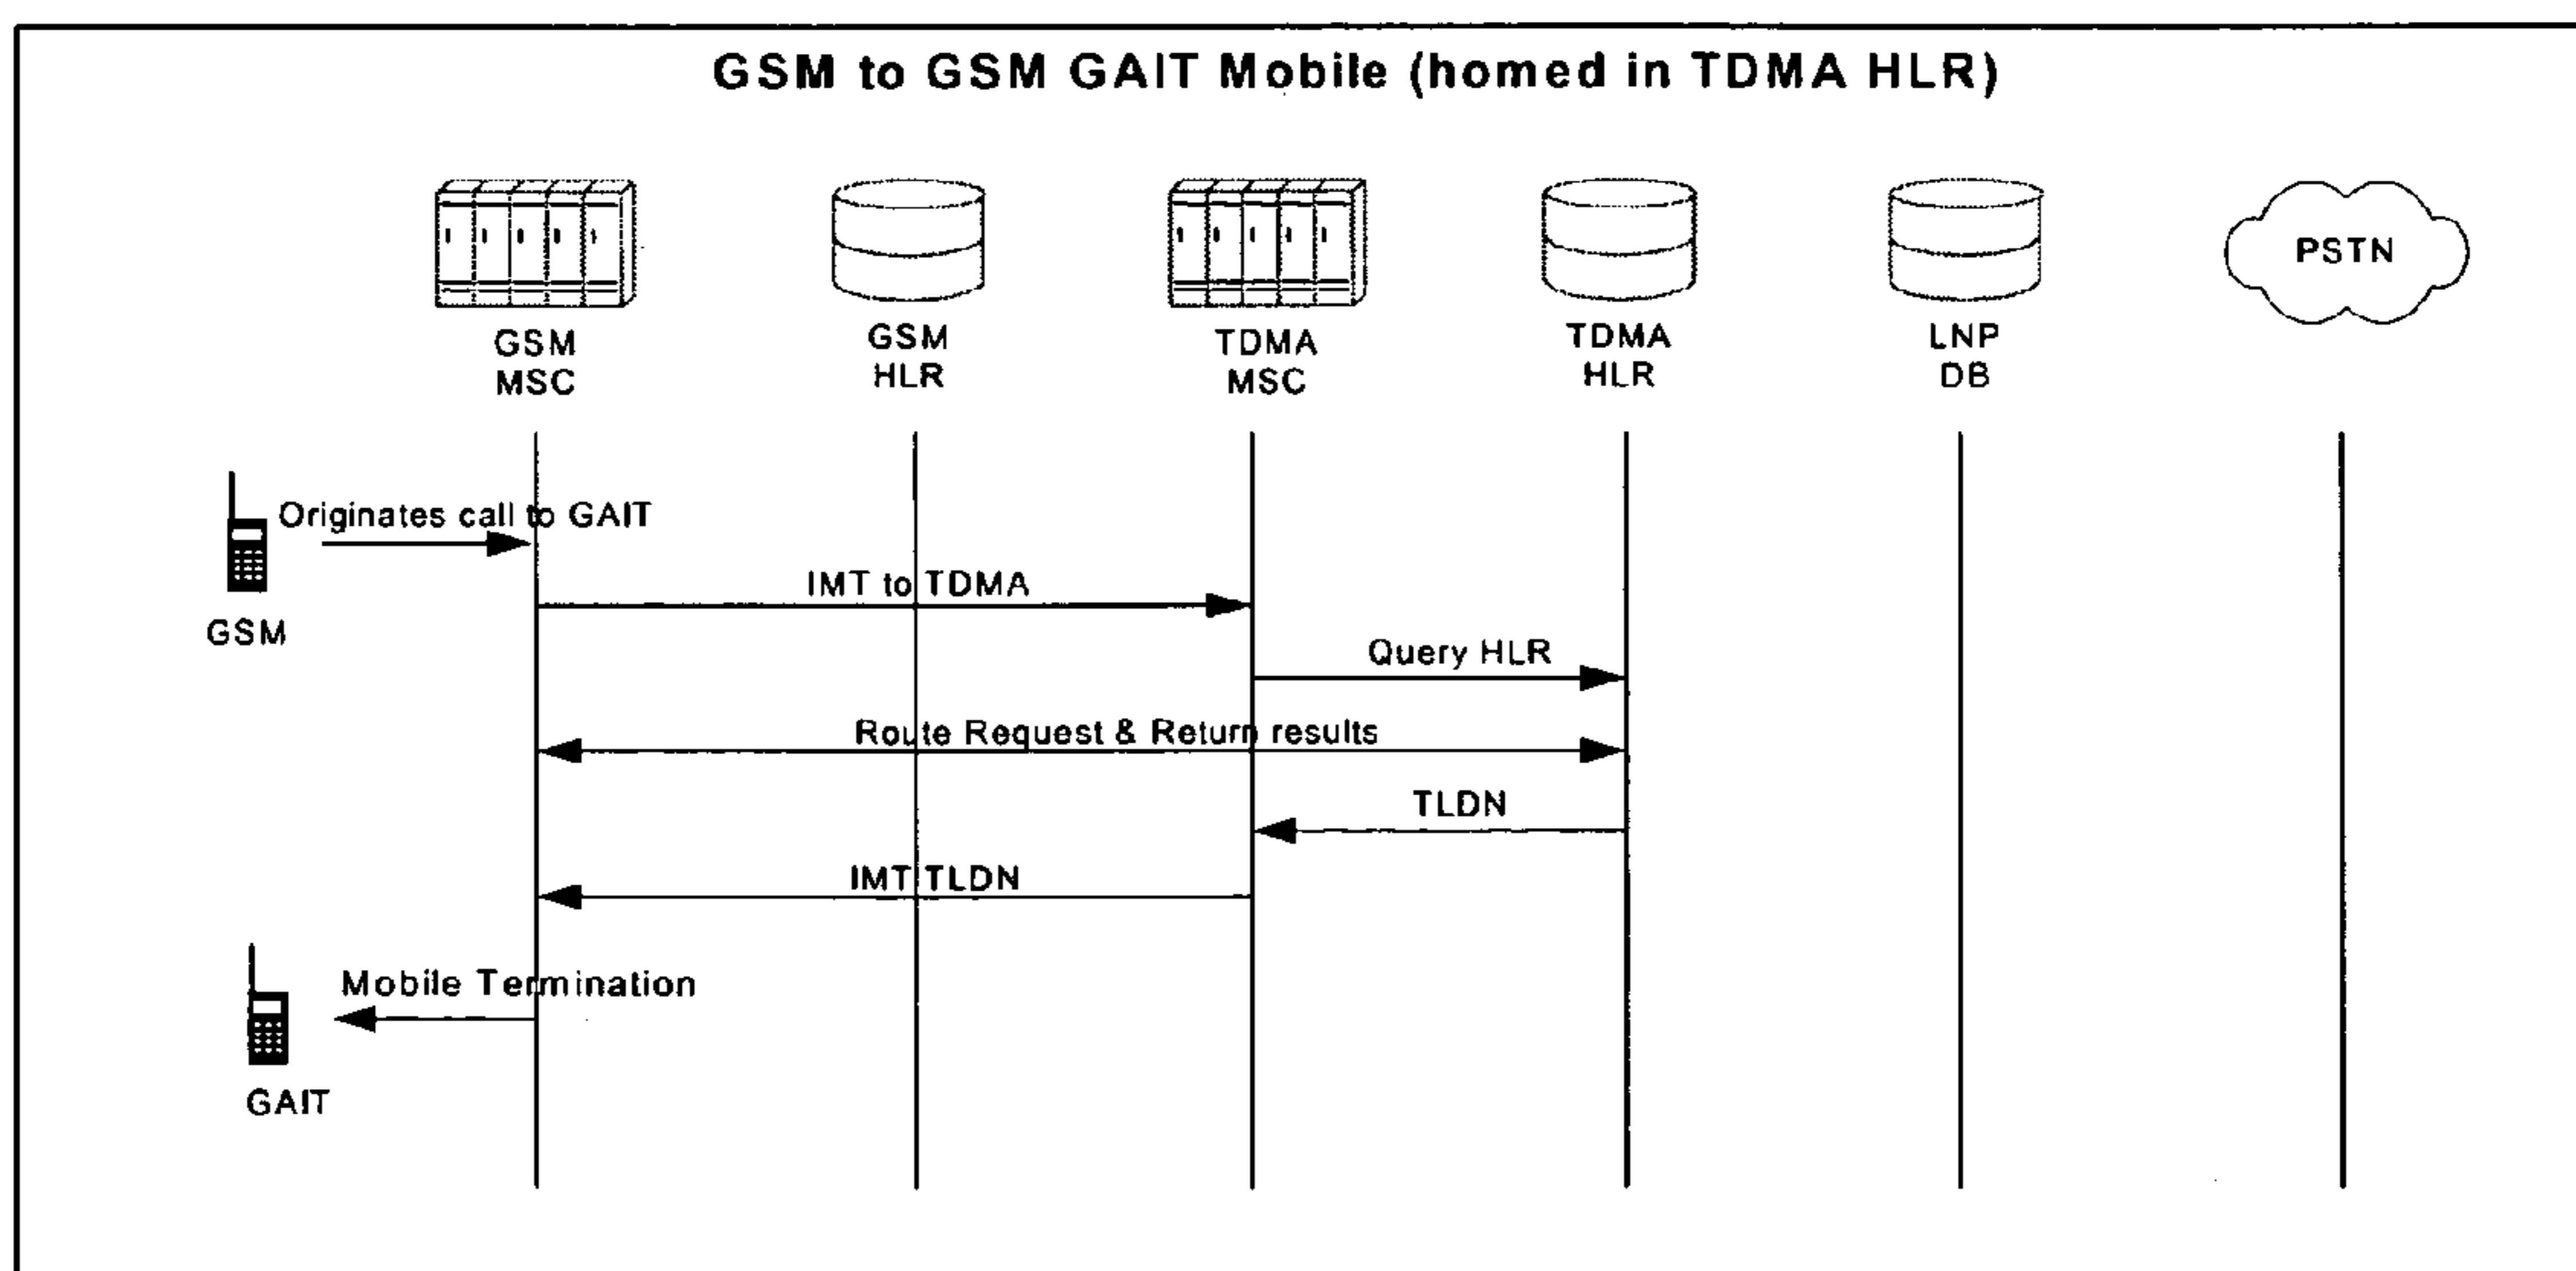 GSM to GSM GAIT Mobile (homed in TDMA HLR)
PSTN
GSM
MSC
GSM
HLR
TDMA
MSC
TDMA
HLR
LNP
DB
Originates call to GAIT
GSM
IMT to TDMA
Query HLR
Route Request & Return results
TLDN
IMT TLDN
Mobile Termination
GAIT